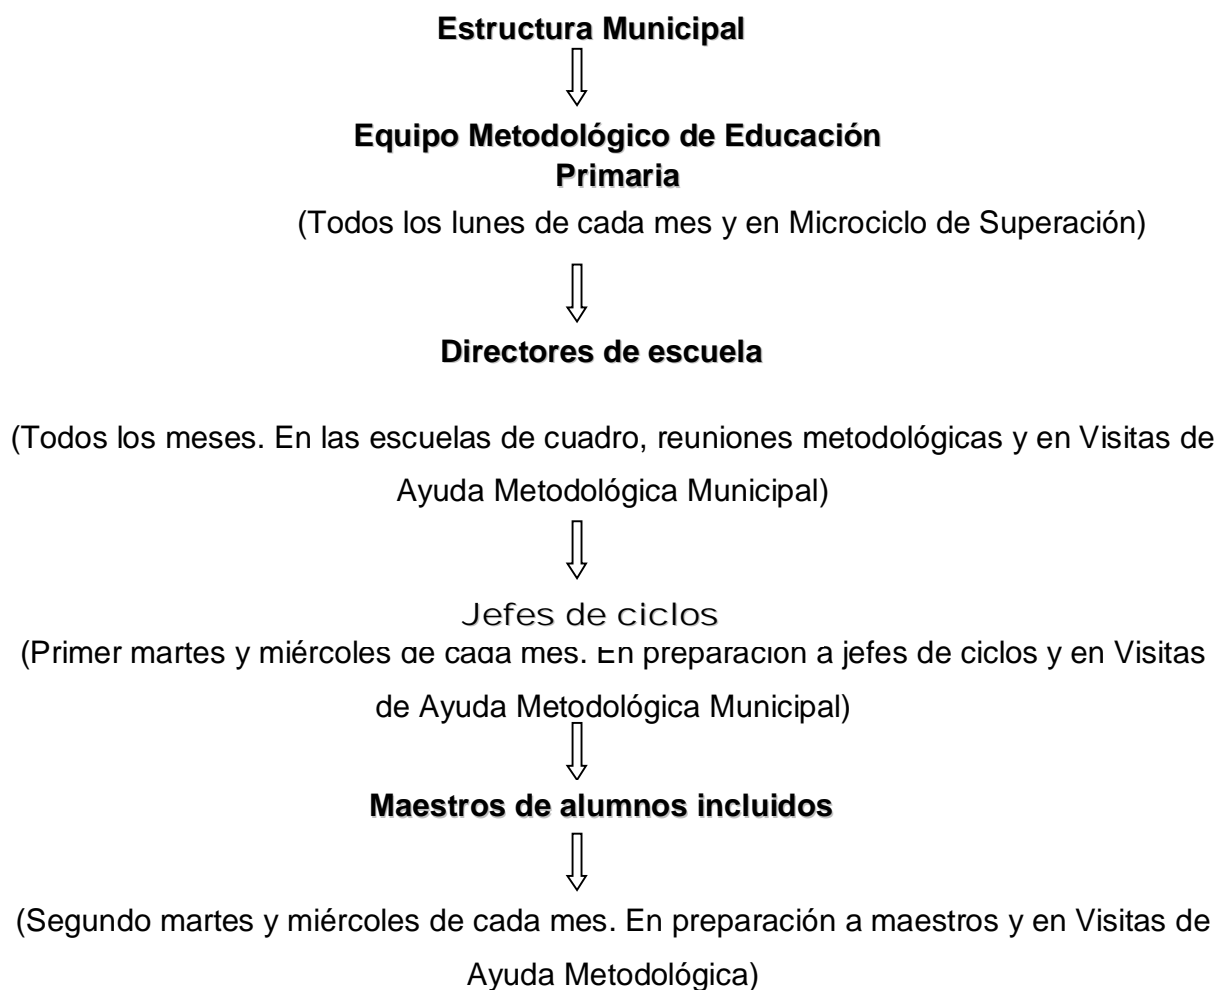 Estructura Municipal
Equipo Metodológico de Educación
Primaria
(Todos los lunes de cada mes y en Microciclo de Superación)
Directores de escuela
(Todos los meses. En las escuelas de cuadro, reuniones metodológicas y en Visitas de
Ayuda Metodológica Municipal)
Jefes de ciclos
(Primer martes y miércoles de cada mes. En preparación a jefes de ciclos y en Visitas
de Ayuda Metodológica Municipal)
Maestros de alumnos incluidos
(Segundo martes y miércoles de cada mes. En preparación a maestros y en Visitas de
Ayuda Metodológica)